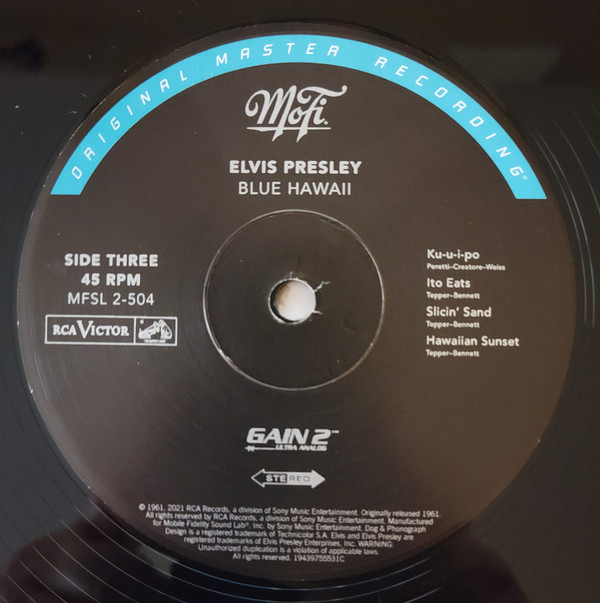 ORIGINAL MASTER RECORDING®
MoFi.
ELVIS PRESLEY
BLUE HAWAII
SIDE THREE
45 RPM
MFSL 2-504
RCA VICTOR
Ku-u-i-po
Peretti-Creatore-Weiss
Ito Eats
Tepper-Bennett
Slicin' Sand
Tepper-Bennett
Hawaiian Sunset
Tepper-Bennett
GAIN 2™
ULTRA ANALOG
STEREO
© 1961, 2021 RCA Records, a division of Sony Music Entertainment. Originally released 1961.
All rights reserved by RCA Records, a division of Sony Music Entertainment. Manufactured
for Mobile Fidelity Sound Lab®, Inc. by Sony Music Entertainment. Dog & Phonograph
Design is a registered trademark of Technicolor S.A. Elvis and Elvis Presley are
registered trademarks of Elvis Presley Enterprises, Inc. WARNING:
Unauthorized duplication is a violation of applicable laws.
All rights reserved. 19439755531C